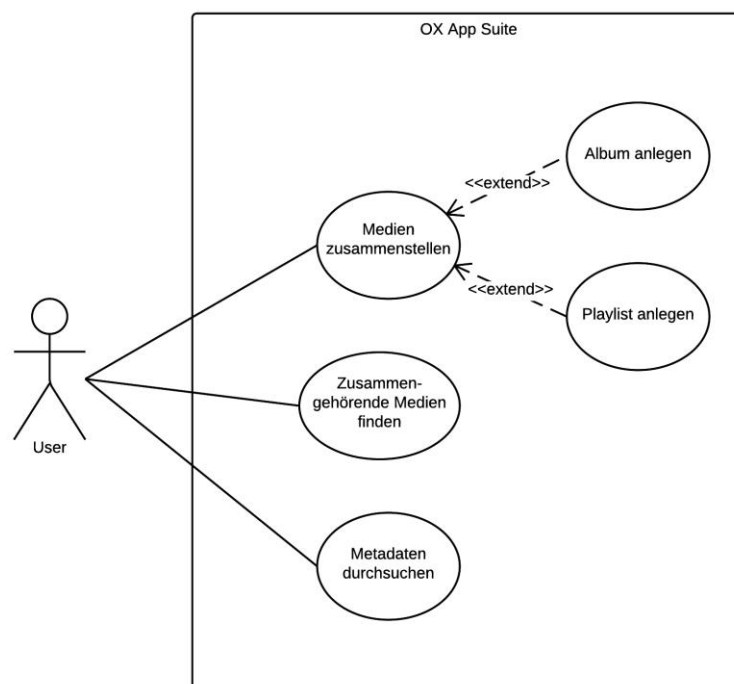 OX App Suite
Album anlegen
<<extend>>
Medien
zusammenstellen
<<extend>>
Playlist anlegen
Zusammen-
gehörende Medien
finden
User
Metadaten
durchsuchen